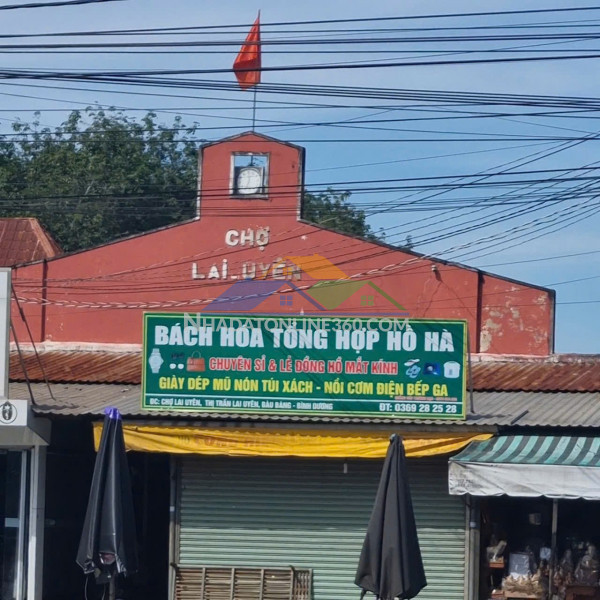 CHỢ
LAI UYÊN
NHADATONLINE360.COM
BÁCH HÓA TỔNG HỢP HỒ HÀ
CHUYÊN SỈ & LẺ ĐỒNG HỒ MẮT KÍNH
GIÀY DÉP MŨ NÓN TÚI XÁCH - NỒI CƠM ĐIỆN BẾP GA
ĐC: CHỢ LAI UYÊN, THỊ TRẤN LAI UYÊN, BÀU BÀNG - BÌNH DƯƠNG
ĐT: 0369 28 25 28